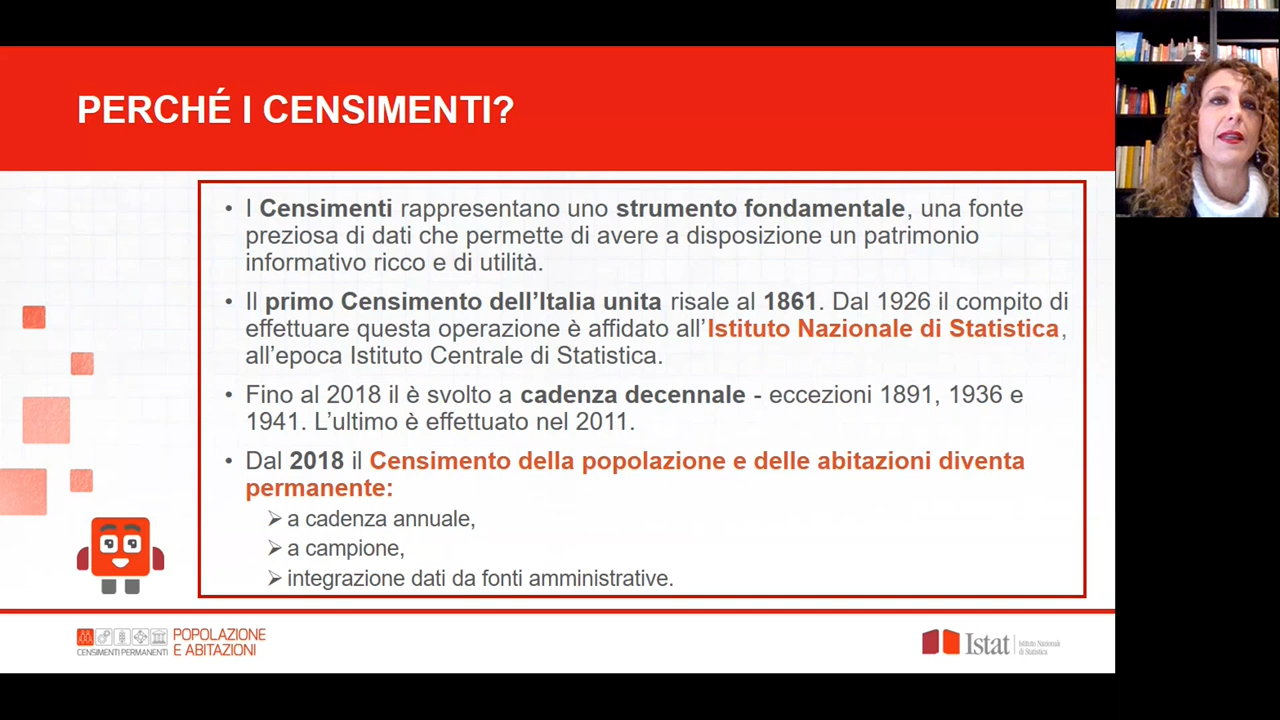 PERCHÉ I CENSIMENTI?
• I Censimenti rappresentano uno strumento fondamentale, una fonte
preziosa di dati che permette di avere a disposizione un patrimonio
informativo ricco e di utilità.
• Il primo Censimento dell’Italia unita risale al 1861. Dal 1926 il compito di
effettuare questa operazione è affidato all’Istituto Nazionale di Statistica,
all’epoca Istituto Centrale di Statistica.
• Fino al 2018 il è svolto a cadenza decennale - eccezioni 1891, 1936 e
1941. L’ultimo è effettuato nel 2011.
• Dal 2018 il Censimento della popolazione e delle abitazioni diventa
permanente:
➢ a cadenza annuale,
➢ a campione,
➢ integrazione dati da fonti amministrative.
CENSIMENTI PERMANENTI
POPOLAZIONE
E ABITAZIONI
Istat
Istituto Nazionale
di Statistica